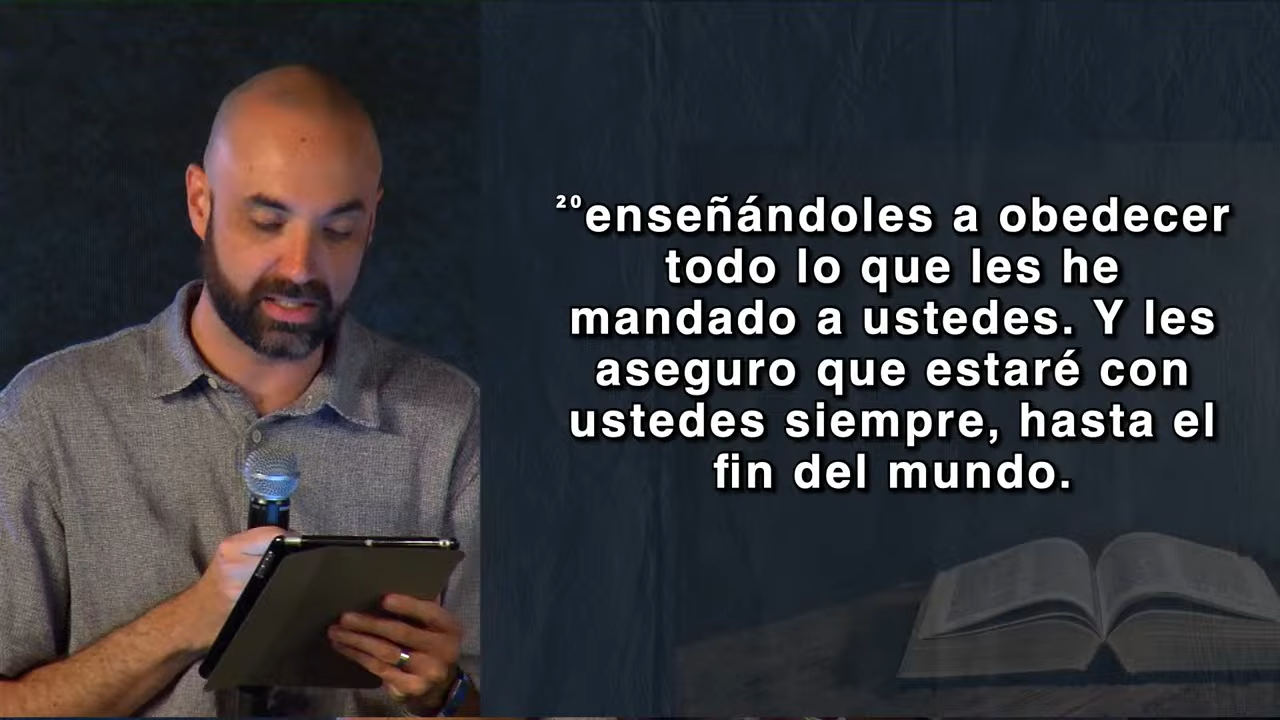 ²⁰enseñándoles a obedecer
todo lo que les he
mandado a ustedes. Y les
aseguro que estaré con
ustedes siempre, hasta el
fin del mundo.